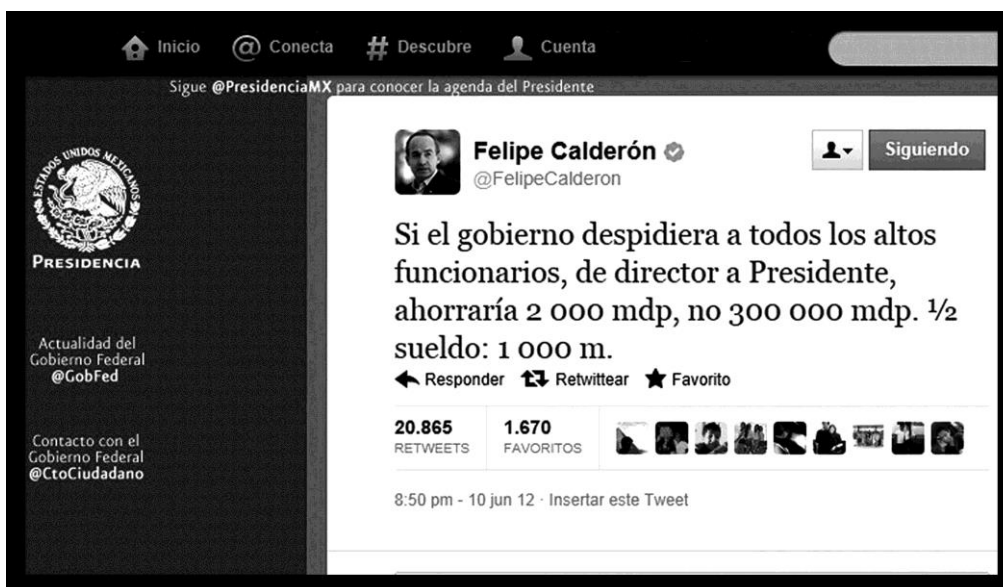 Inicio @ Conecta # Descubre Cuenta
Sigue @PresidenciaMX para conocer la agenda del Presidente
ESTADOS UNIDOS MEXICANOS
PRESIDENCIA
Actualidad del
Gobierno Federal
@GobFed
Contacto con el
Gobierno Federal
@CtoCiudadano
Felipe Calderón
@FelipeCalderon
Siguiendo
Si el gobierno despidiera a todos los altos
funcionarios, de director a Presidente,
ahorraría 2 000 mdp, no 300 000 mdp. ½
sueldo: 1 000 m.
Responder Retwittear Favorito
20.865 1.670
RETWEETS FAVORITOS
8:50 pm - 10 jun 12 · Insertar este Tweet